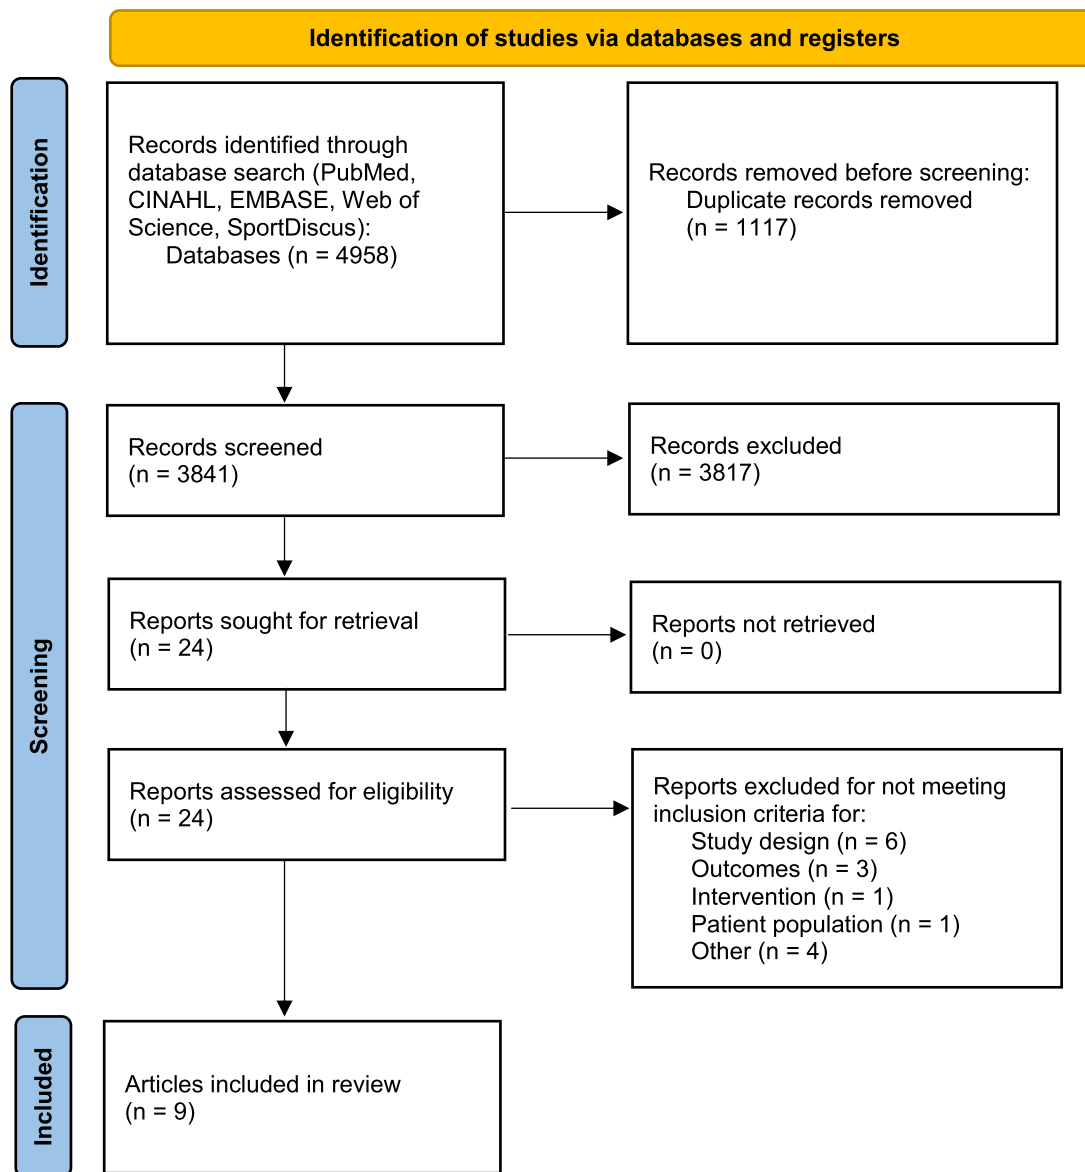 Identification of studies via databases and registers
Identification
Records identified through
database search (PubMed,
CINAHL, EMBASE, Web of
Science, SportDiscus):
Databases (n = 4958)
Records removed before screening:
Duplicate records removed
(n = 1117)
Screening
Records screened
(n = 3841)
Records excluded
(n = 3817)
Reports sought for retrieval
(n = 24)
Reports not retrieved
(n = 0)
Reports assessed for eligibility
(n = 24)
Reports excluded for not meeting
inclusion criteria for:
Study design (n = 6)
Outcomes (n = 3)
Intervention (n = 1)
Patient population (n = 1)
Other (n = 4)
Included
Articles included in review
(n = 9)